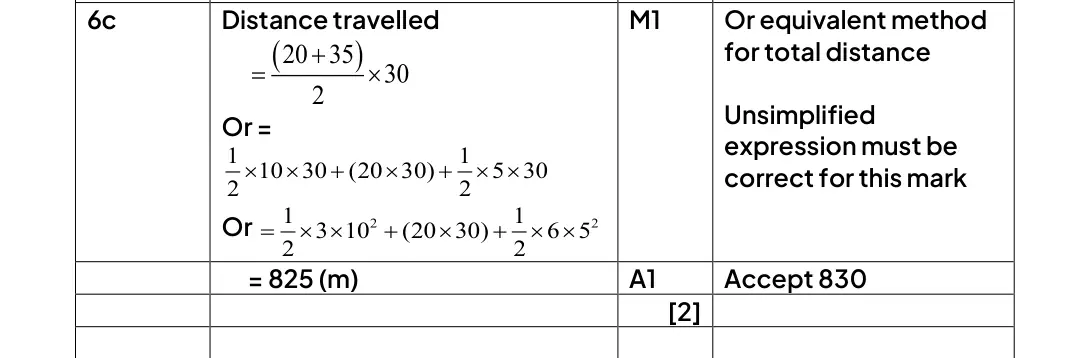 6c
Distance travelled
= (20+35)/2 ×30
Or =
1/2 ×10×30+(20×30)+ 1/2 ×5×30
Or = 1/2 ×3×10² +(20×30)+ 1/2 ×6×5²
M1
Or equivalent method
for total distance
Unsimplified
expression must be
correct for this mark
= 825 (m)
A1
Accept 830
[2]